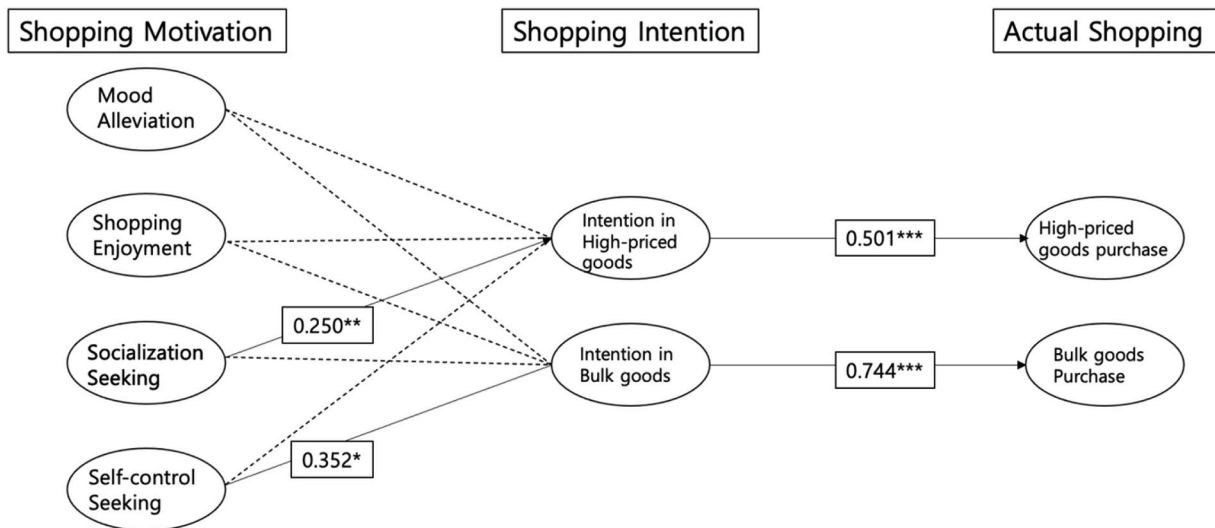 Shopping Motivation
Shopping Intention
Actual Shopping
Mood
Alleviation
Shopping
Enjoyment
Intention in
High-priced
goods
0.501***
High-priced
goods purchase
0.250**
Socialization
Seeking
Intention in
Bulk goods
0.744***
Bulk goods
Purchase
0.352*
Self-control
Seeking